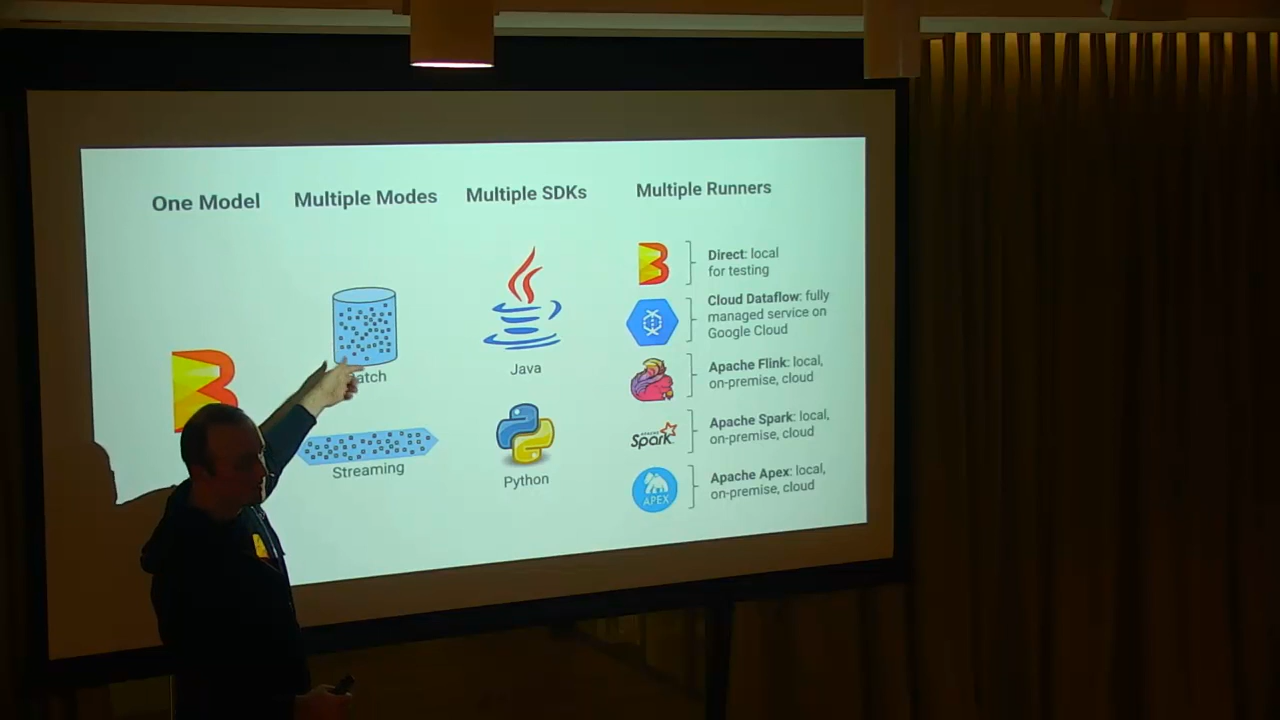 One Model
Multiple Modes
Multiple SDKs
Multiple Runners
Batch
Streaming
Java
Python
Direct: local
for testing
Cloud Dataflow: fully
managed service on
Google Cloud
Apache Flink: local,
on-premise, cloud
Spark
Apache Spark: local,
on-premise, cloud
APEX
Apache Apex: local,
on-premise, cloud